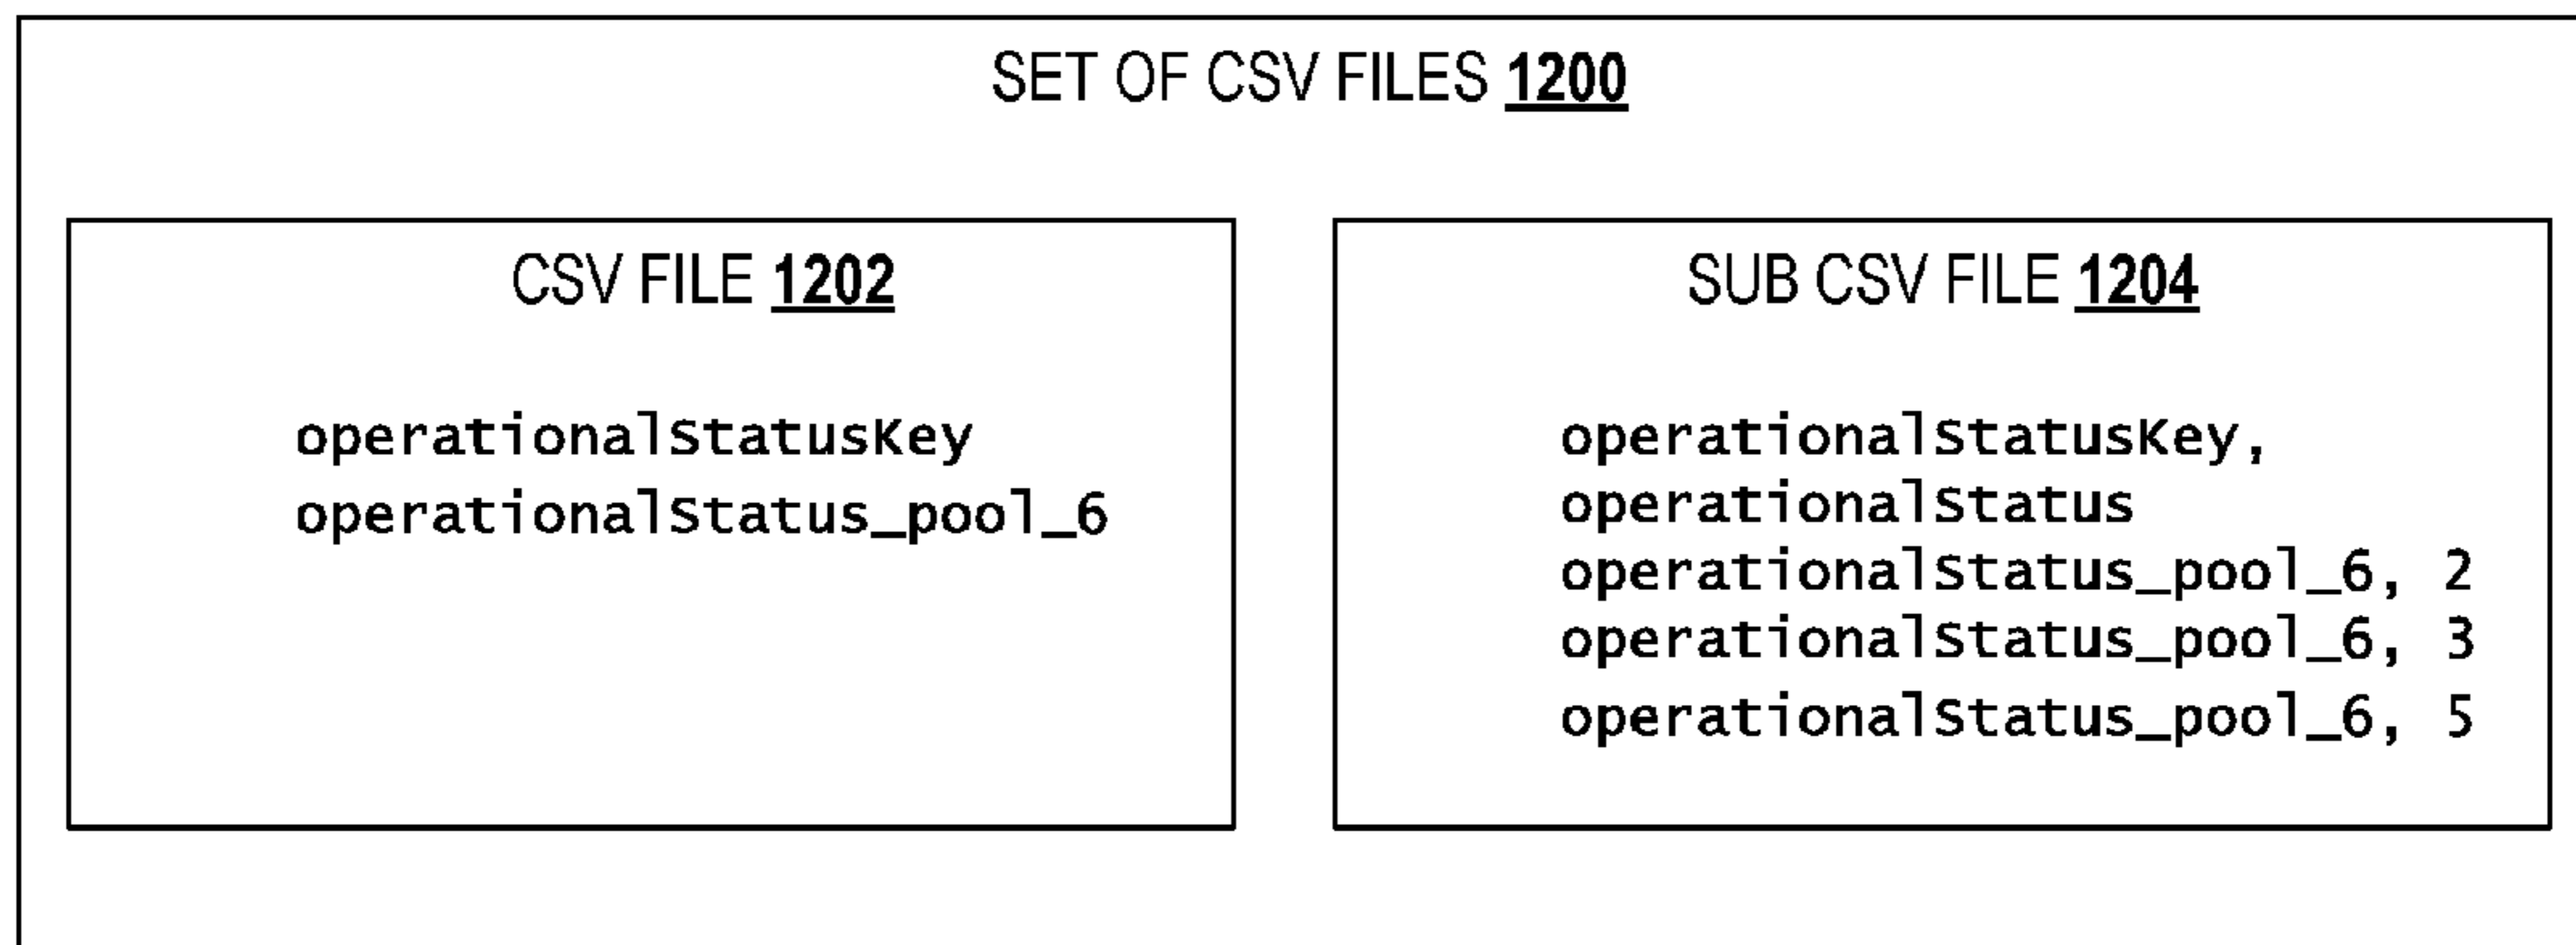 SET OF CSV FILES 1200
CSV FILE 1202
operationalStatusKey
operationalStatus_pool_6
SUB CSV FILE 1204
operationalStatusKey,
operationalStatus
operationalStatus_pool_6, 2
operationalStatus_pool_6, 3
operationalStatus_pool_6, 5